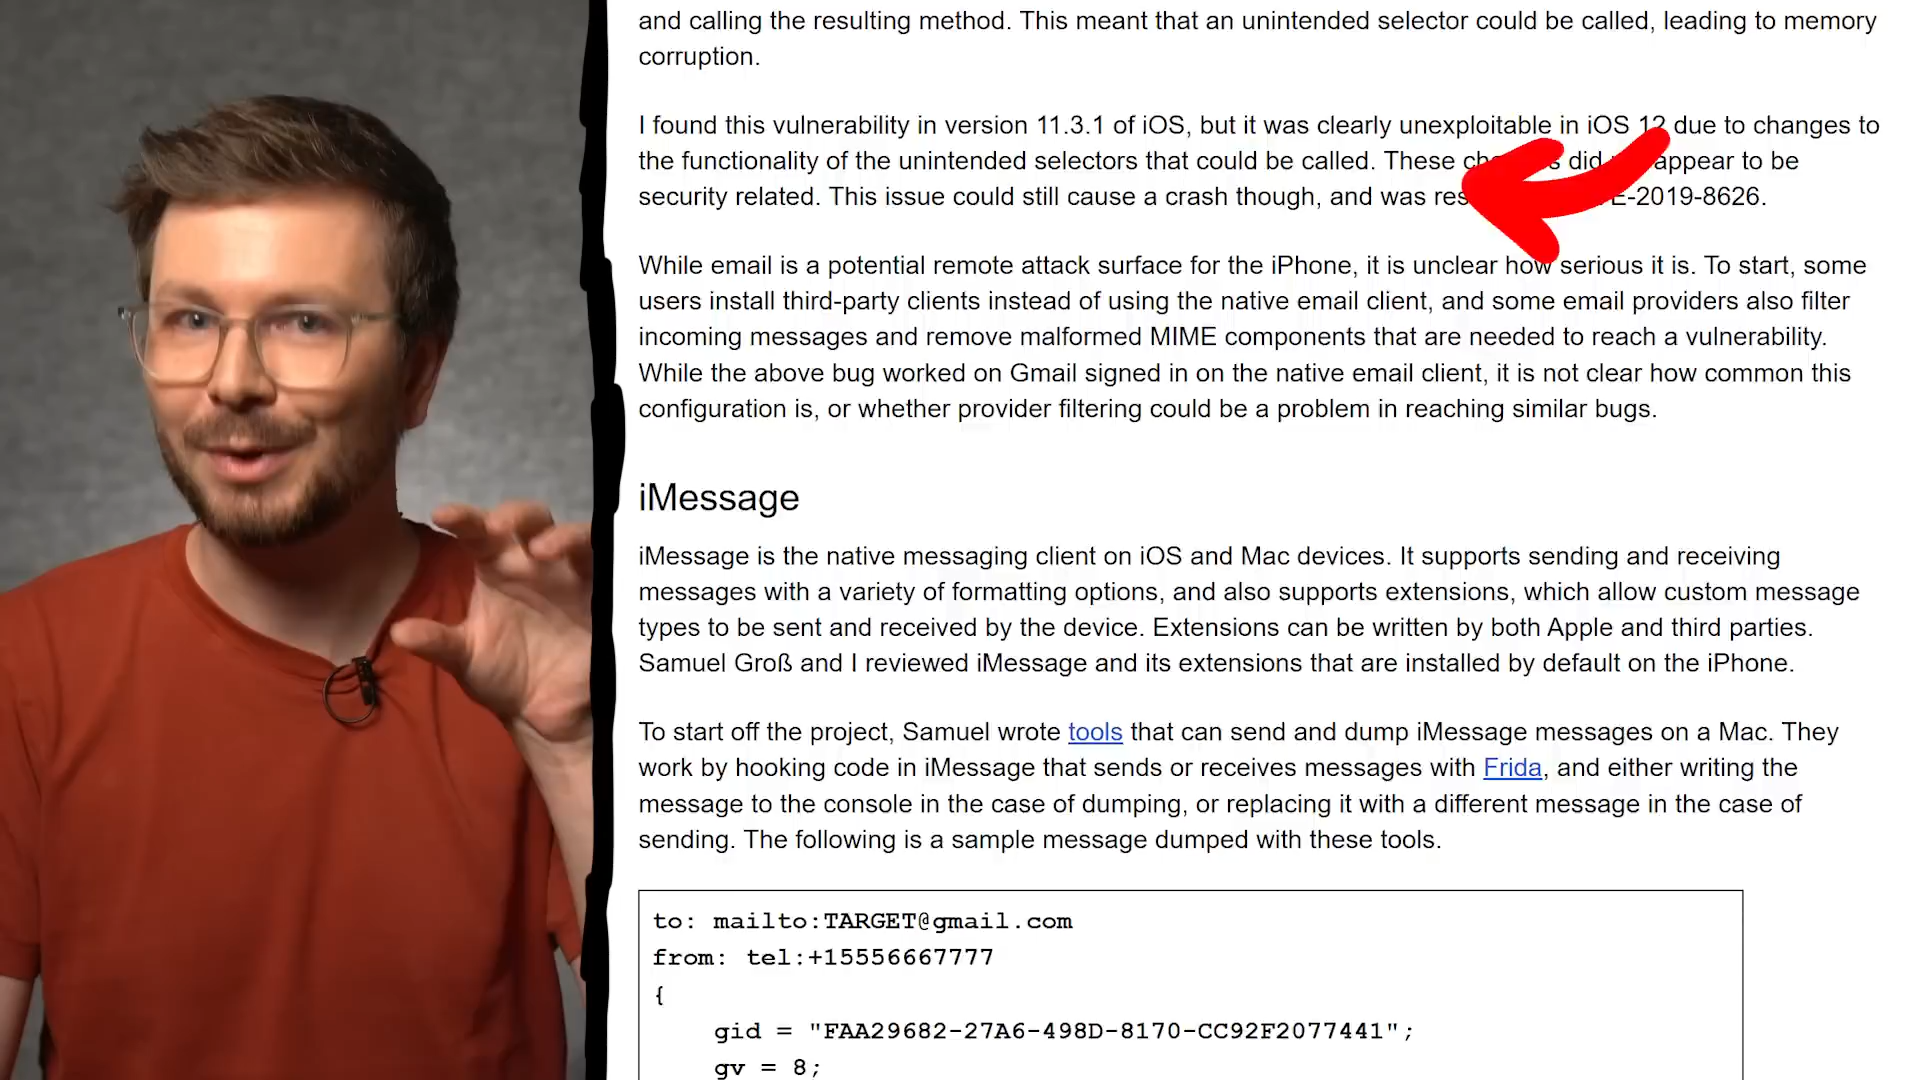 and calling the resulting method. This meant that an unintended selector could be called, leading to memory
corruption.
I found this vulnerability in version 11.3.1 of iOS, but it was clearly unexploitable in iOS 12 due to changes to
the functionality of the unintended selectors that could be called. These did appear to be
security related. This issue could still cause a crash though, and was E-2019-8626.
While email is a potential remote attack surface for the iPhone, it is unclear how serious it is. To start, some
users install third-party clients instead of using the native email client, and some email providers also filter
incoming messages and remove malformed MIME components that are needed to reach a vulnerability.
While the above bug worked on Gmail signed in on the native email client, it is not clear how common this
configuration is, or whether provider filtering could be a problem in reaching similar bugs.
iMessage
iMessage is the native messaging client on iOS and Mac devices. It supports sending and receiving
messages with a variety of formatting options, and also supports extensions, which allow custom message
types to be sent and received by the device. Extensions can be written by both Apple and third parties.
Samuel Groß and I reviewed iMessage and its extensions that are installed by default on the iPhone.
To start off the project, Samuel wrote tools that can send and dump iMessage messages on a Mac. They
work by hooking code in iMessage that sends or receives messages with Frida, and either writing the
message to the console in the case of dumping, or replacing it with a different message in the case of
sending. The following is a sample message dumped with these tools.
to: mailto:TARGET@gmail.com
from: tel:+15556667777
{
gid = "FAA29682-27A6-498D-8170-CC92F2077441";
gv = 8;